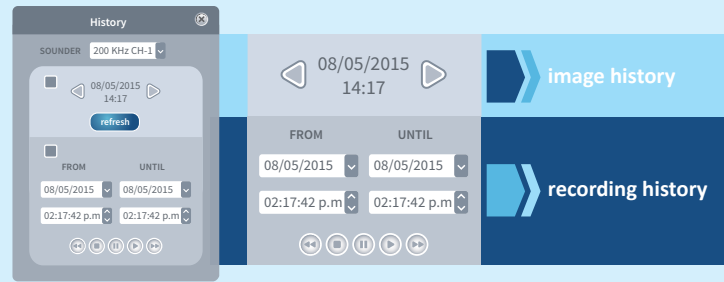 History
SOUNDER 200 KHz CH-1
08/05/2015
14:17
refresh
FROM UNTIL
08/05/2015 08/05/2015
02:17:42 p.m 02:17:42 p.m
08/05/2015
14:17
FROM UNTIL
08/05/2015 08/05/2015
02:17:42 p.m 02:17:42 p.m
image history
recording history